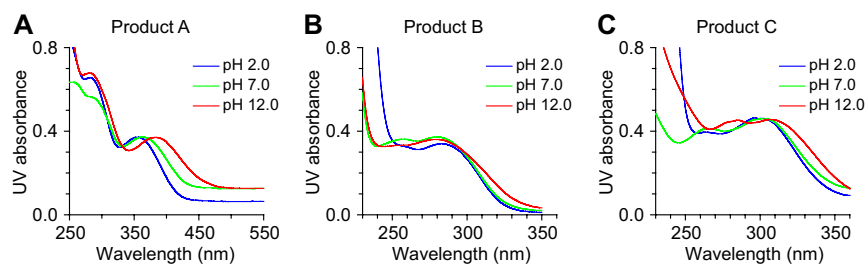 A Product A
0.8
0.4
0.0
UV absorbance
pH 2.0
pH 7.0
pH 12.0
250 350 450 550
Wavelength (nm)
B Product B
0.8
0.4
0.0
UV absorbance
pH 2.0
pH 7.0
pH 12.0
250 300 350
Wavelength (nm)
C Product C
0.8
0.4
0.0
UV absorbance
pH 2.0
pH 7.0
pH 12.0
250 300 350
Wavelength (nm)